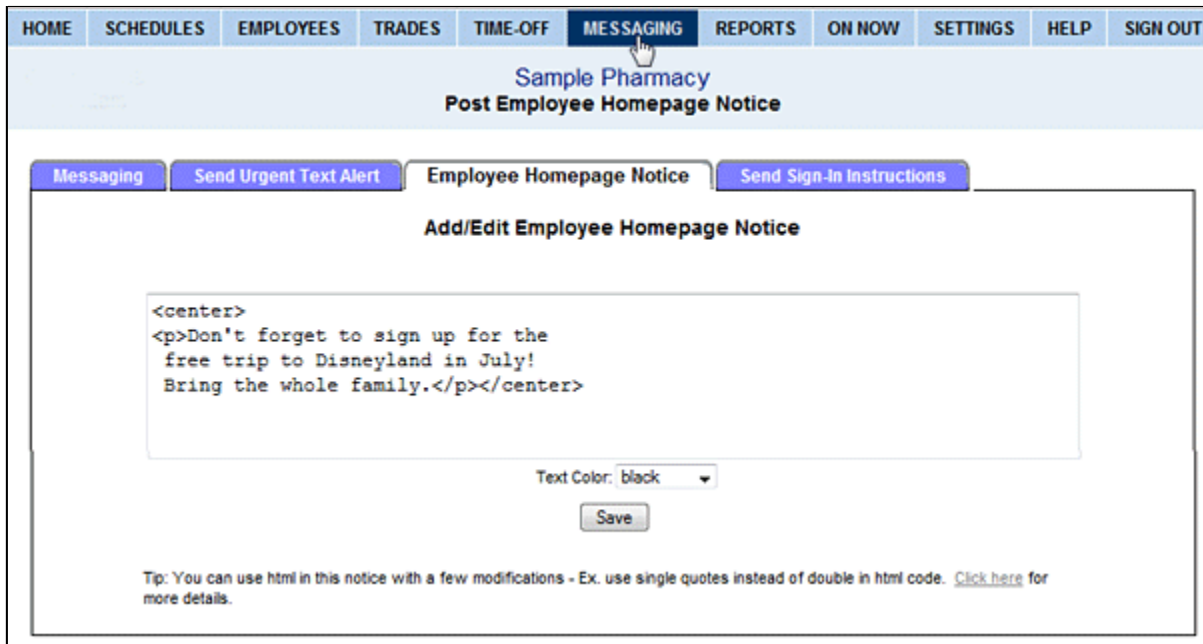 HOME SCHEDULES EMPLOYEES TRADES TIME-OFF MESSAGING REPORTS ON NOW SETTINGS HELP SIGN OUT
Sample Pharmacy
Post Employee Homepage Notice
Messaging Send Urgent Text Alert Employee Homepage Notice Send Sign-In Instructions
Add/Edit Employee Homepage Notice
<center>
<p>Don't forget to sign up for the
free trip to Disneyland in July!
Bring the whole family.</p></center>
Text Color: black
Save
Tip: You can use html in this notice with a few modifications - Ex. use single quotes instead of double in html code. Click here for
more details.